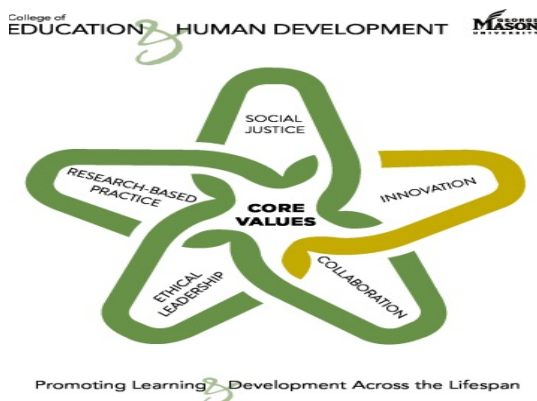 College of
EDUCATION & HUMAN DEVELOPMENT
GEORGE
MASON
UNIVERSITY
SOCIAL
JUSTICE
RESEARCH-BASED
PRACTICE
INNOVATION
CORE
VALUES
ETHICAL
LEADERSHIP
COLLABORATION
Promoting Learning & Development Across the Lifespan